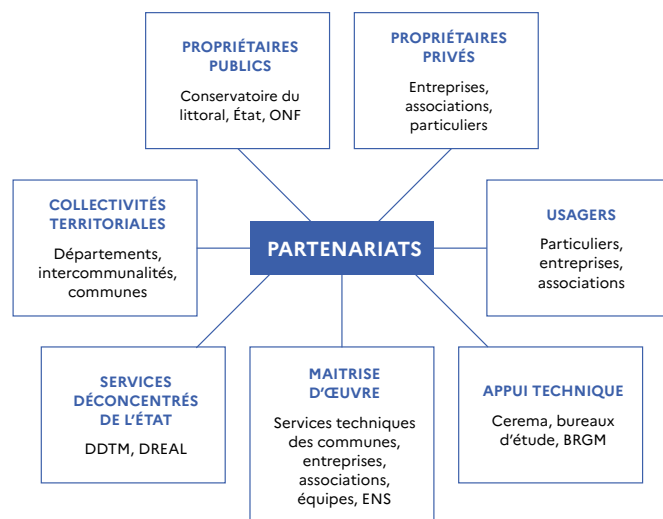 PROPRIÉTAIRES
PUBLICS
Conservatoire du
littoral, État, ONF
PROPRIÉTAIRES
PRIVÉS
Entreprises,
associations,
particuliers
COLLECTIVITÉS
TERRITORIALES
Départements,
intercommunalités,
communes
PARTENARIATS
USAGERS
Particuliers,
entreprises,
associations
SERVICES
DÉCONCENTRÉS
DE L’ÉTAT
DDTM, DREAL
MAITRISE
D’ŒUVRE
Services techniques
des communes,
entreprises,
associations,
équipes, ENS
APPUI TECHNIQUE
Cerema, bureaux
d’étude, BRGM